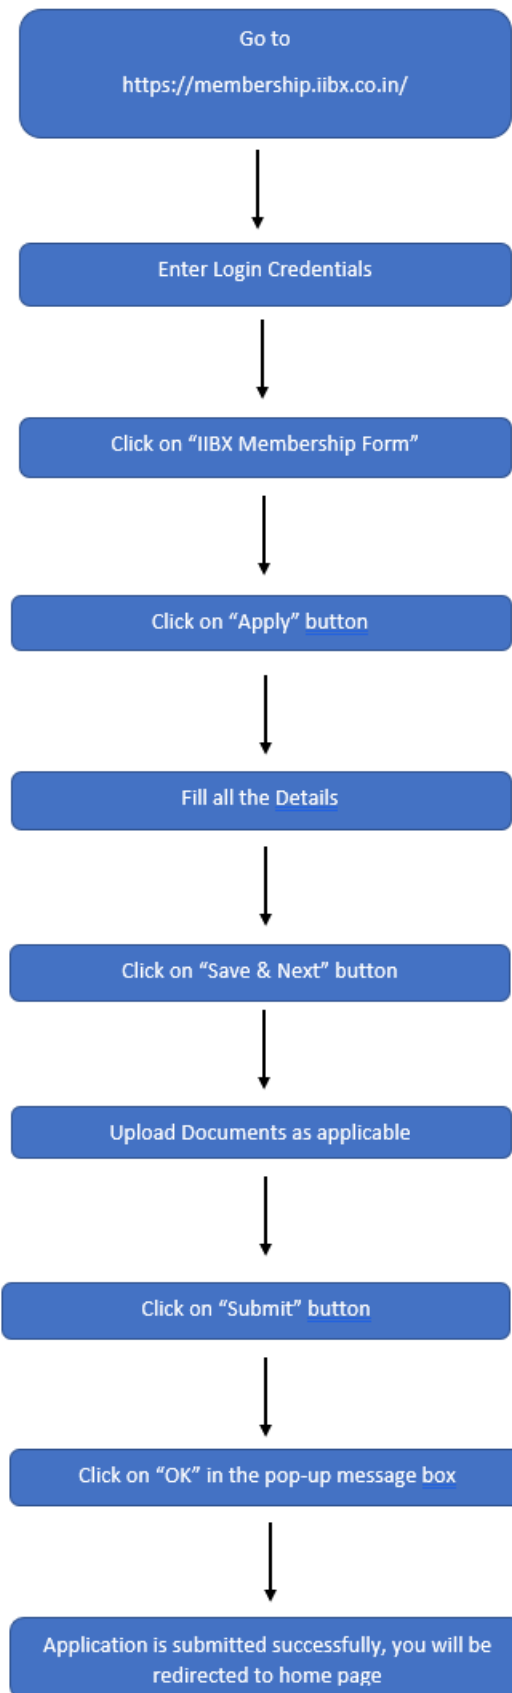 Go to
https://membership.iibx.co.in/
Enter Login Credentials
Click on “IIBX Membership Form”
Click on “Apply” button
Fill all the Details
Click on “Save & Next” button
Upload Documents as applicable
Click on “Submit” button
Click on “OK” in the pop-up message box
Application is submitted successfully, you will be
redirected to home page